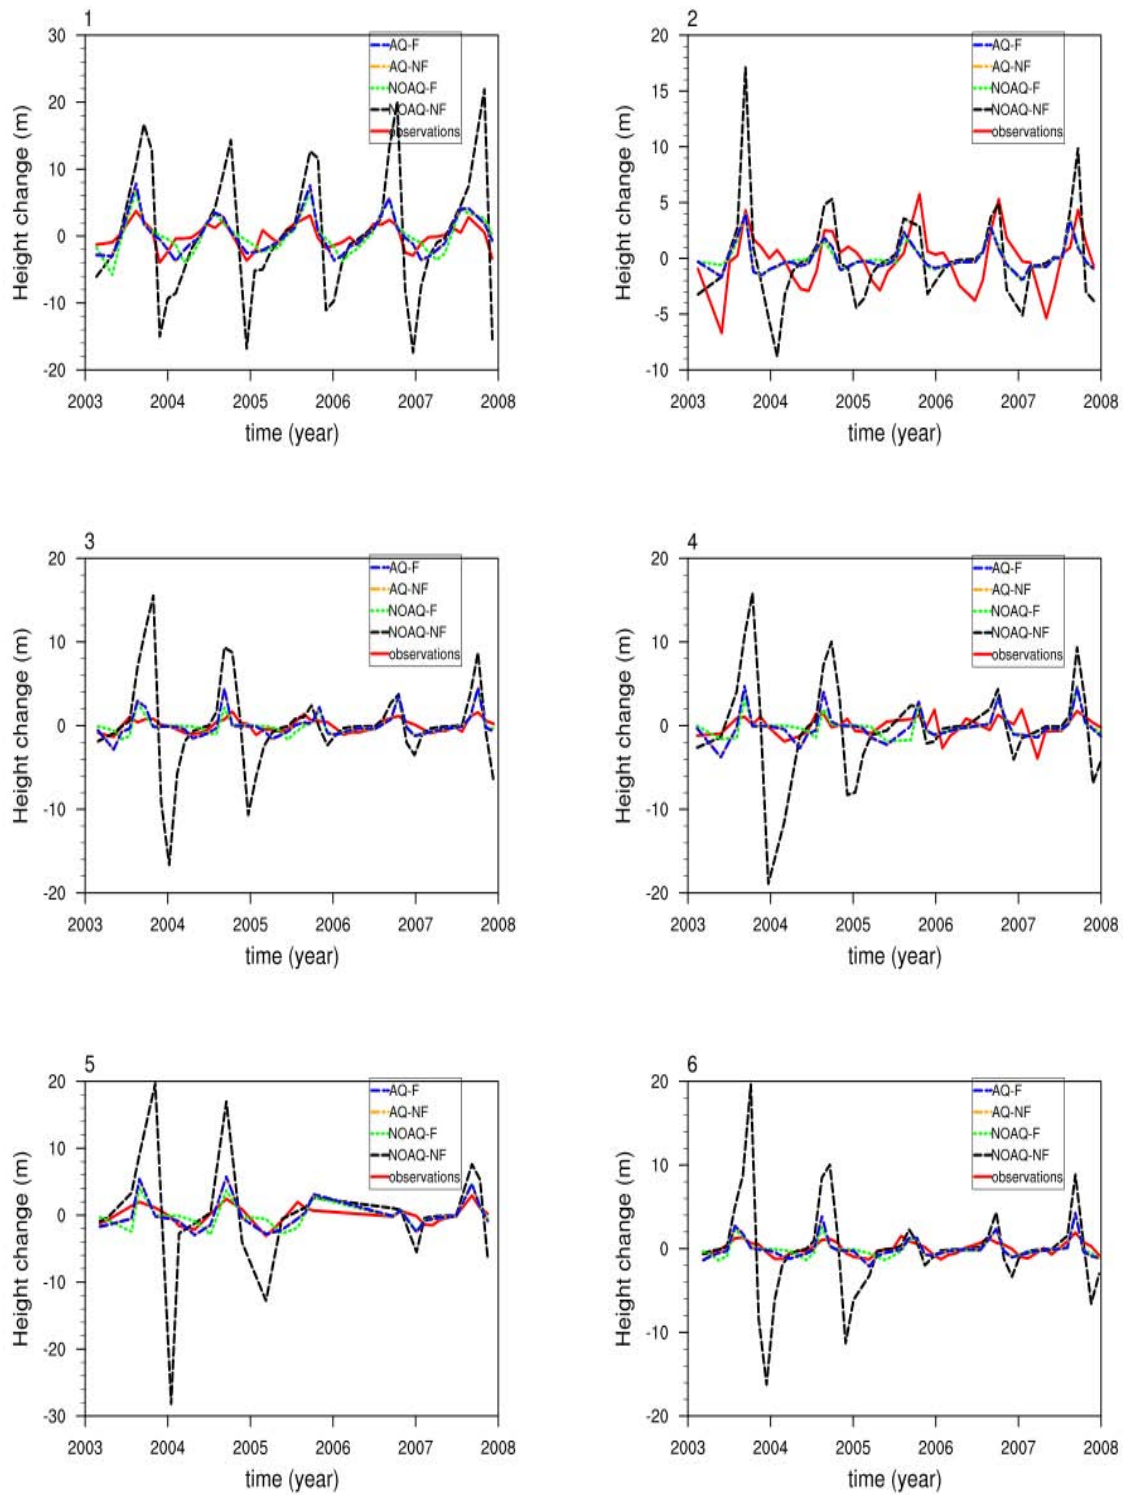 1
30
20
10
0
-10
-20
Height change (m)
AQ-F
AQ-NF
NOAQ-F
NOAQ-NF
observations
2003 2004 2005 2006 2007 2008
time (year)
2
20
15
10
5
0
-5
-10
Height change (m)
AQ-F
AQ-NF
NOAQ-F
NOAQ-NF
observations
2003 2004 2005 2006 2007 2008
time (year)
3
20
10
0
-10
-20
Height change (m)
AQ-F
AQ-NF
NOAQ-F
NOAQ-NF
observations
2003 2004 2005 2006 2007 2008
time (year)
4
20
10
0
-10
-20
Height change (m)
AQ-F
AQ-NF
NOAQ-F
NOAQ-NF
observations
2003 2004 2005 2006 2007 2008
time (year)
5
20
10
0
-10
-20
-30
Height change (m)
AQ-F
AQ-NF
NOAQ-F
NOAQ-NF
observations
2003 2004 2005 2006 2007 2008
time (year)
6
20
10
0
-10
-20
Height change (m)
AQ-F
AQ-NF
NOAQ-F
NOAQ-NF
observations
2003 2004 2005 2006 2007 2008
time (year)